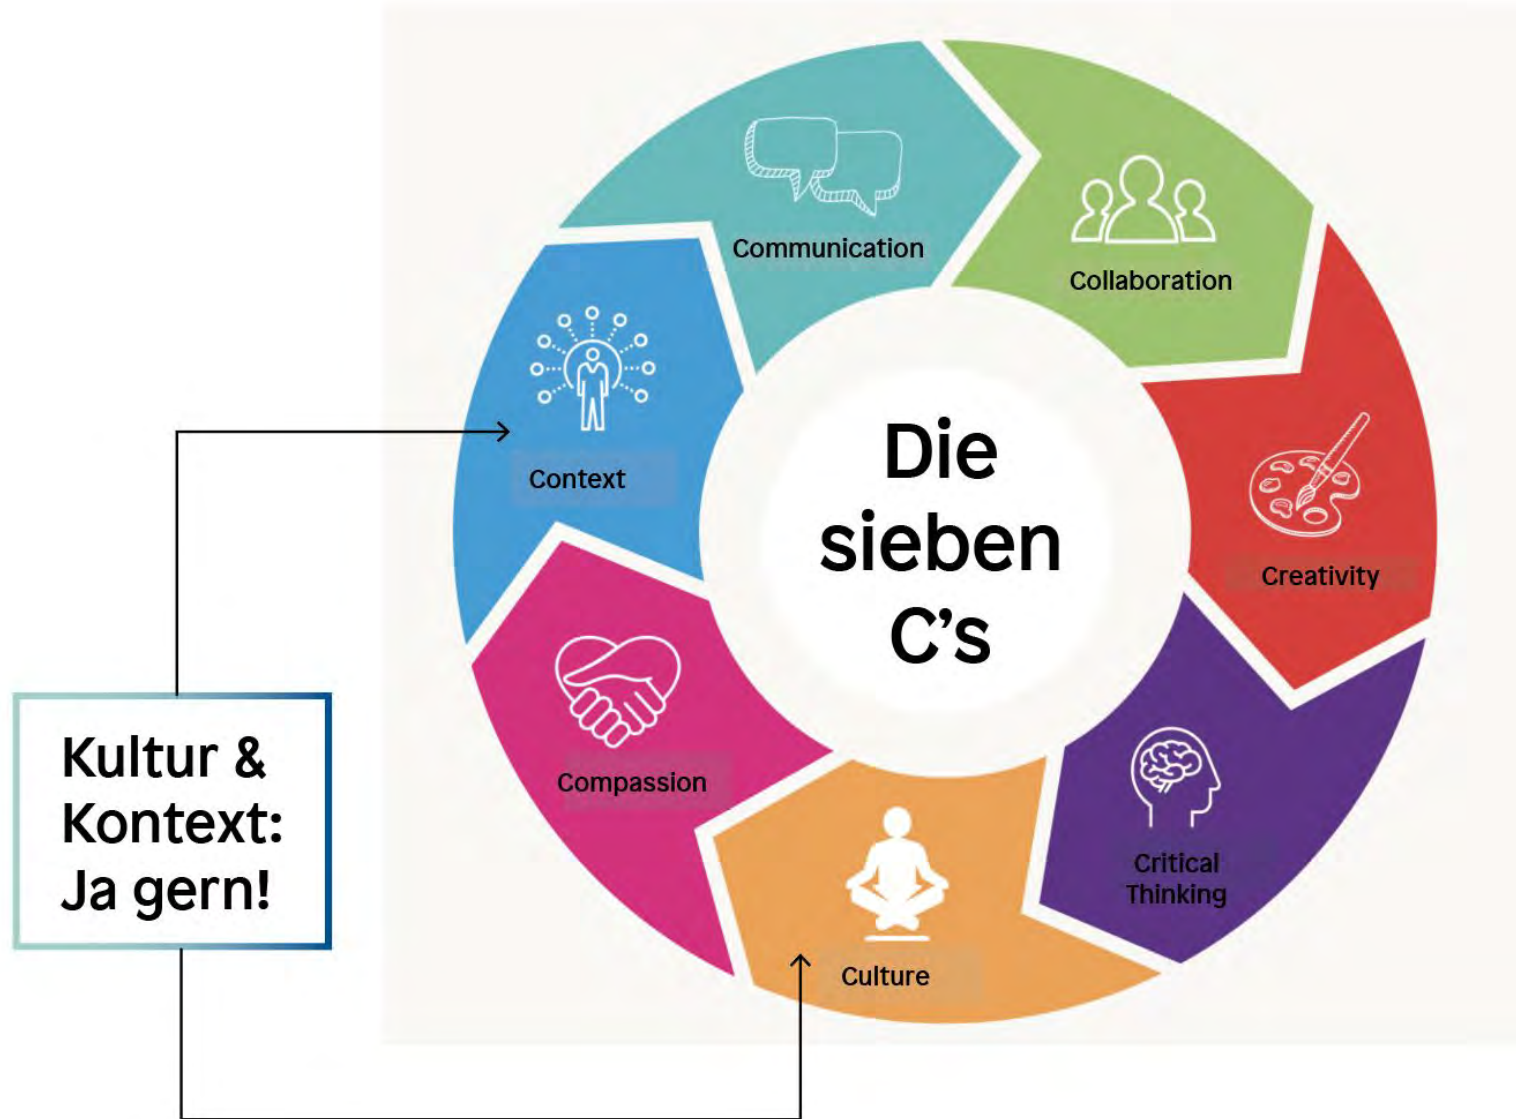 Communication
Collaboration
Context
Creativity
Compassion
Critical
Thinking
Culture
Die
sieben
C’s
Kultur &
Kontext:
Ja gern!